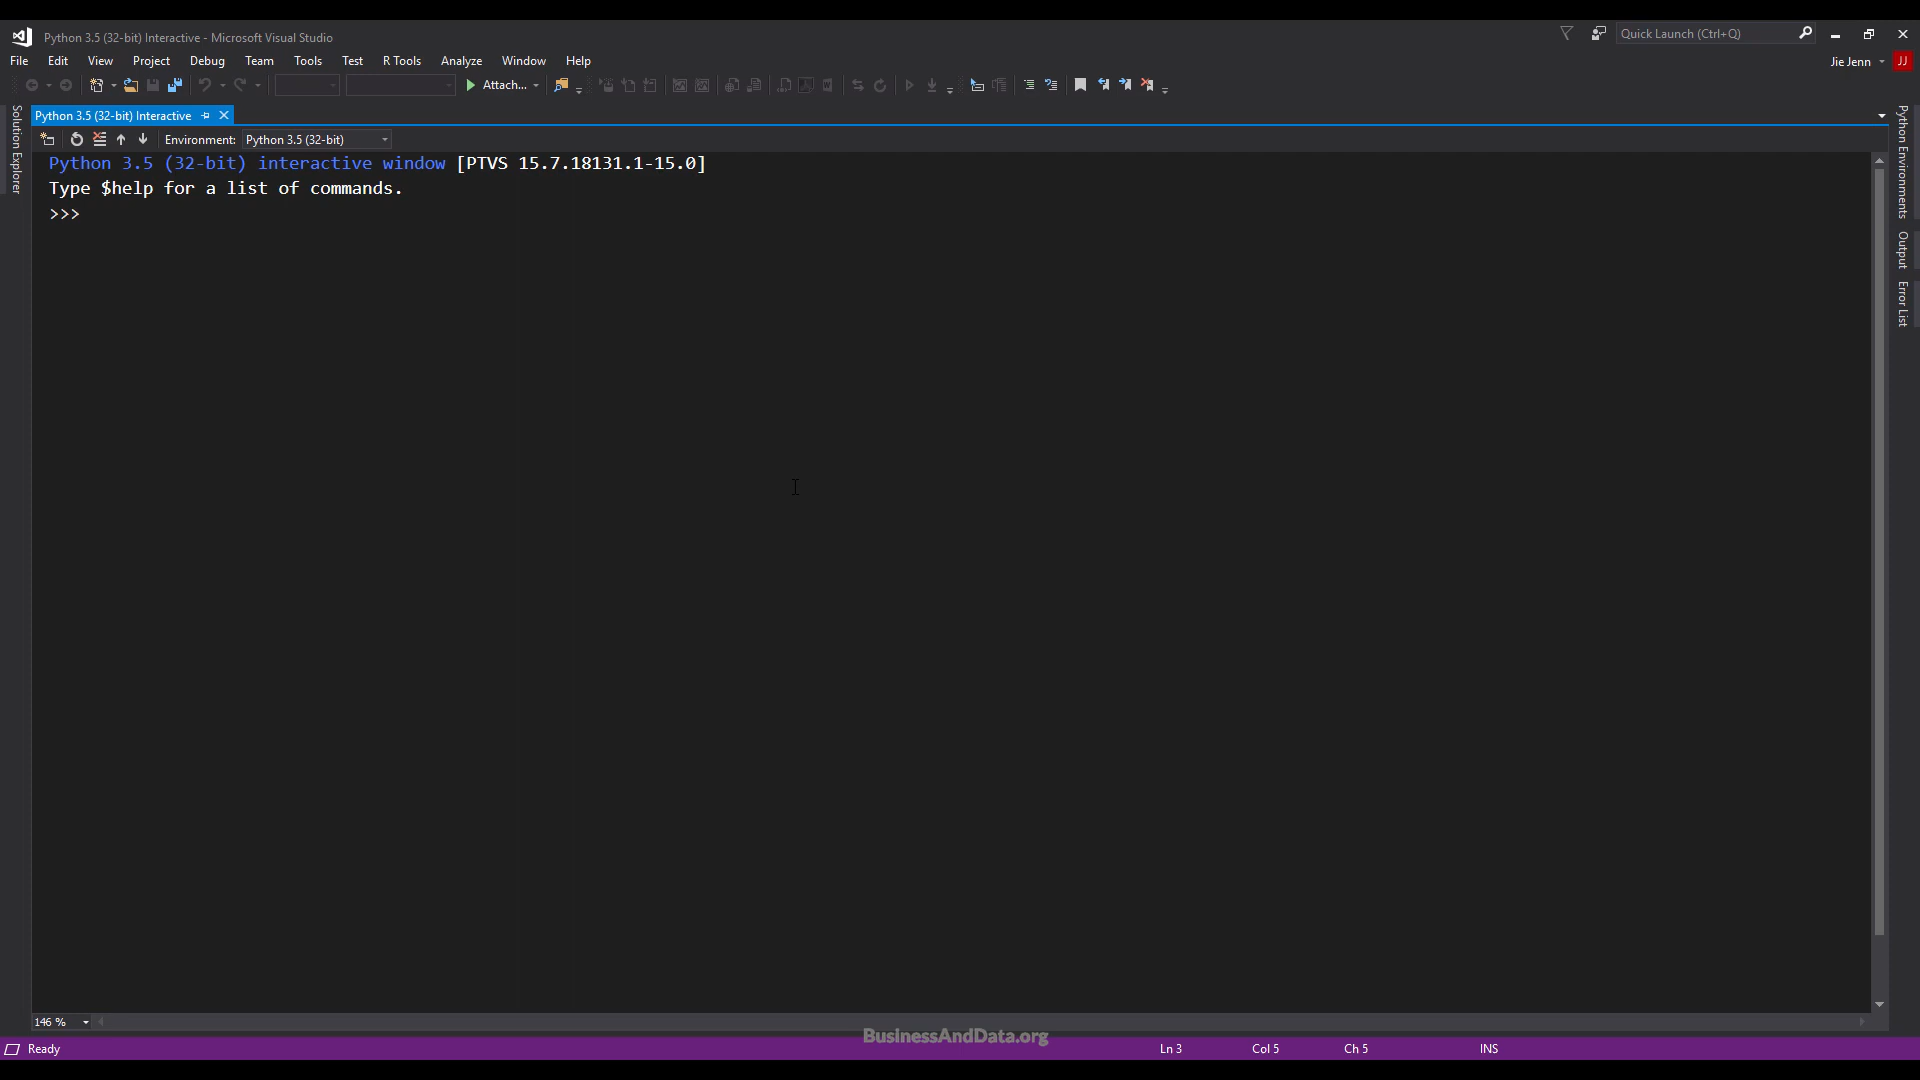 Python 3.5 (32-bit) Interactive - Microsoft Visual Studio
Quick Launch (Ctrl+Q)
File Edit View Project Debug Team Tools Test R Tools Analyze Window Help
Jie Jenn JJ
Attach...
Python 3.5 (32-bit) Interactive
Environment: Python 3.5 (32-bit)
Python 3.5 (32-bit) interactive window [PTVS 15.7.18131.1-15.0]
Type $help for a list of commands.
>>>
Solution Explorer
Python Environments
Output
Error List
146 %
BusinessAndData.org
Ready Ln 3 Col 5 Ch 5 INS